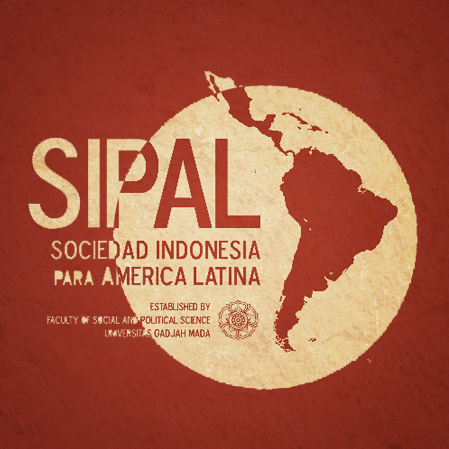 SIPAL
SOCIEDAD INDONESIA
PARA AMERICA LATINA
ESTABLISHED BY
FACULTY OF SOCIAL AND POLITICAL SCIENCE
UNIVERSITAS GADJAH MADA